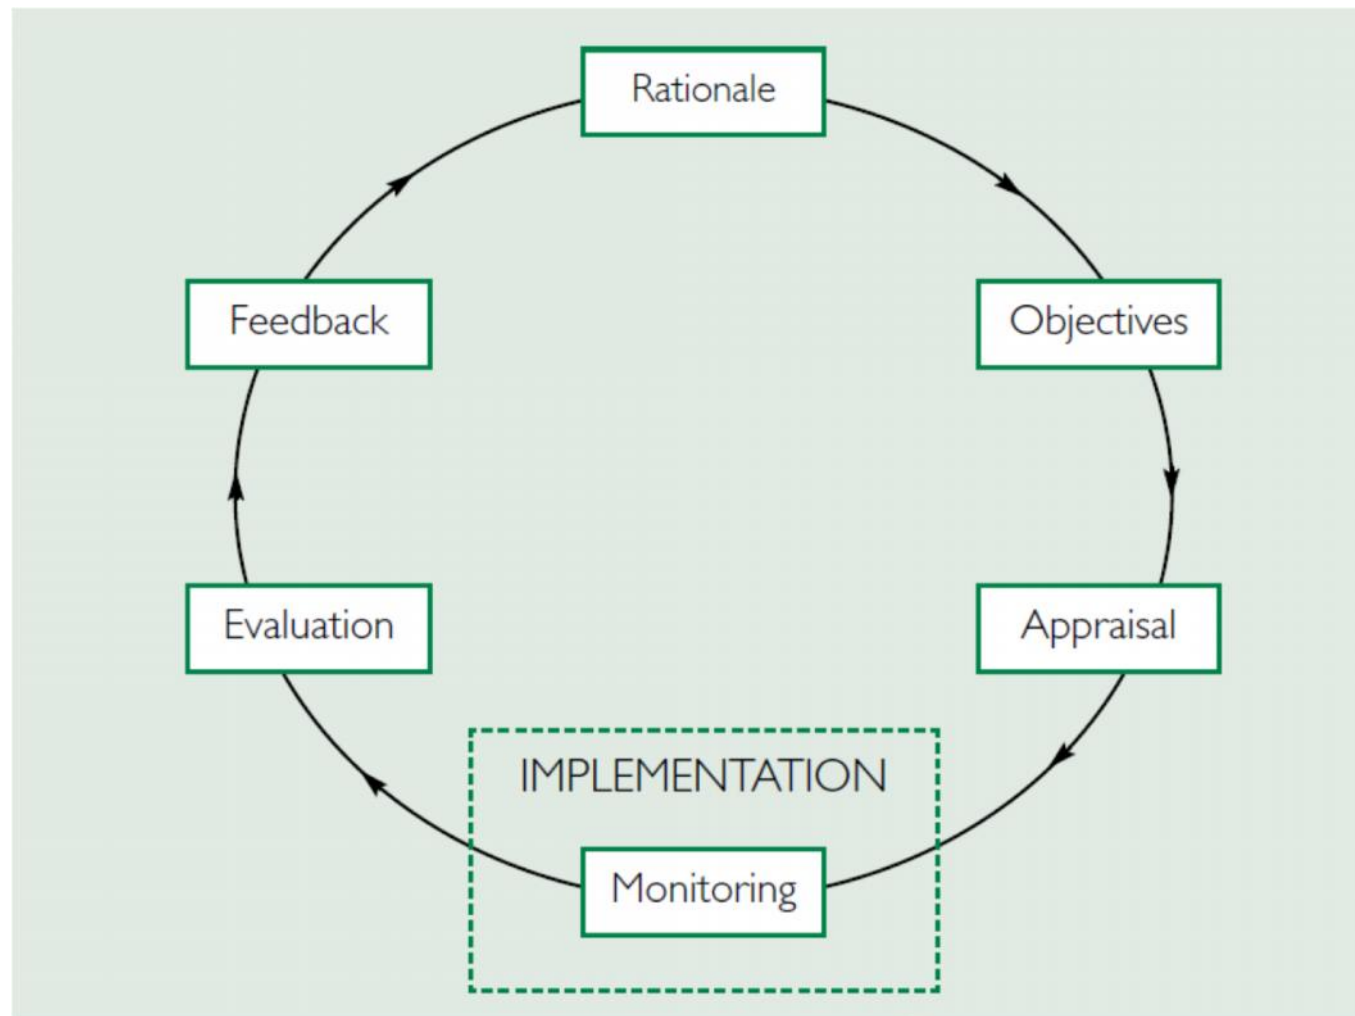 Rationale
Objectives
Appraisal
IMPLEMENTATION
Monitoring
Evaluation
Feedback